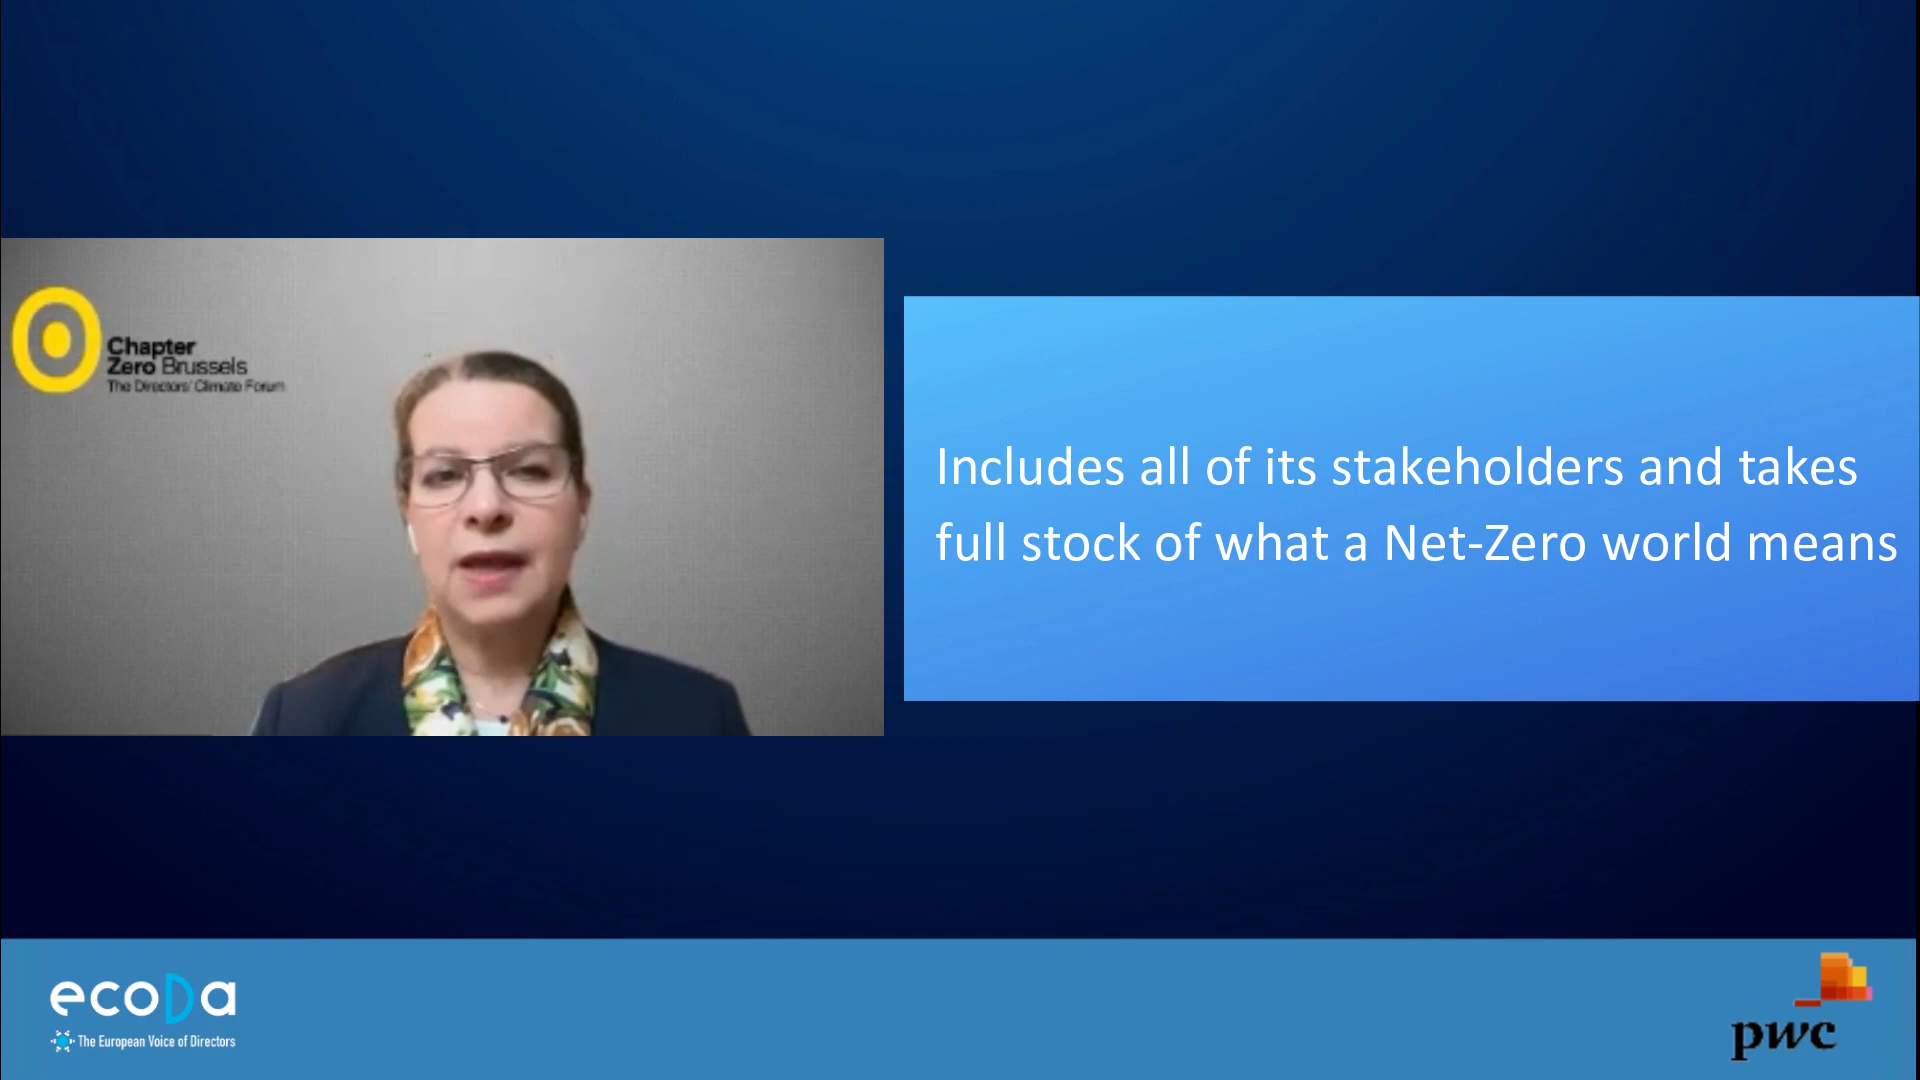 Chapter
Zero Brussels
The Directors' Climate Forum
Includes all of its stakeholders and takes
full stock of what a Net-Zero world means
ecoDa
The European Voice of Directors
pwc